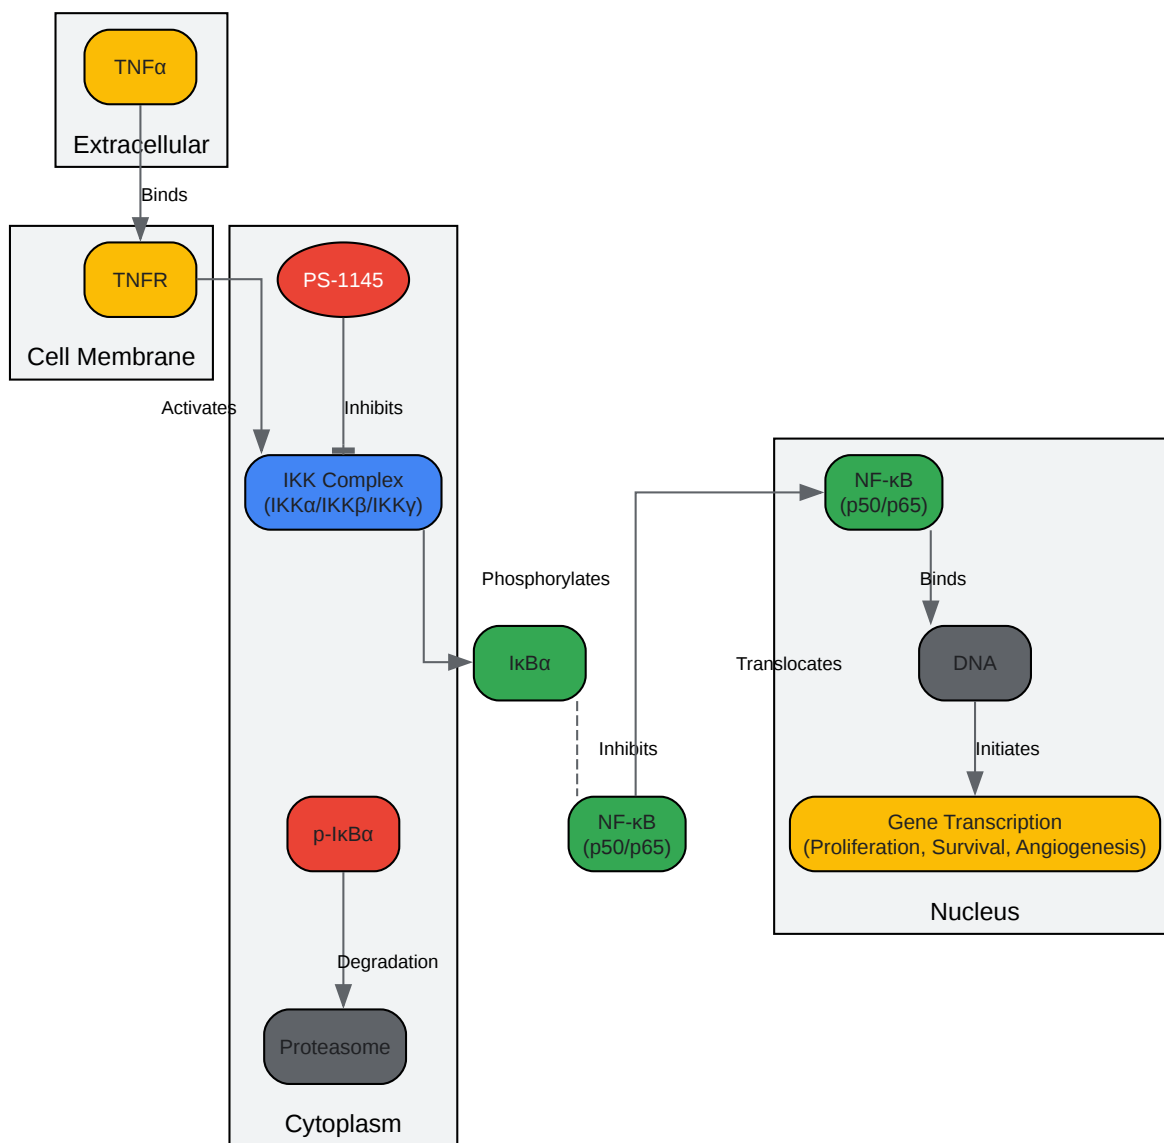 TNFα
Extracellular
Binds
TNFR
Cell Membrane
PS-1145
Activates
Inhibits
IKK Complex
(IKKα/IKKβ/IKKγ)
Phosphorylates
IκBα
Inhibits
NF-κB
(p50/p65)
p-IκBα
Degradation
Proteasome
Cytoplasm
Translocates
NF-κB
(p50/p65)
Binds
DNA
Initiates
Gene Transcription
(Proliferation, Survival, Angiogenesis)
Nucleus